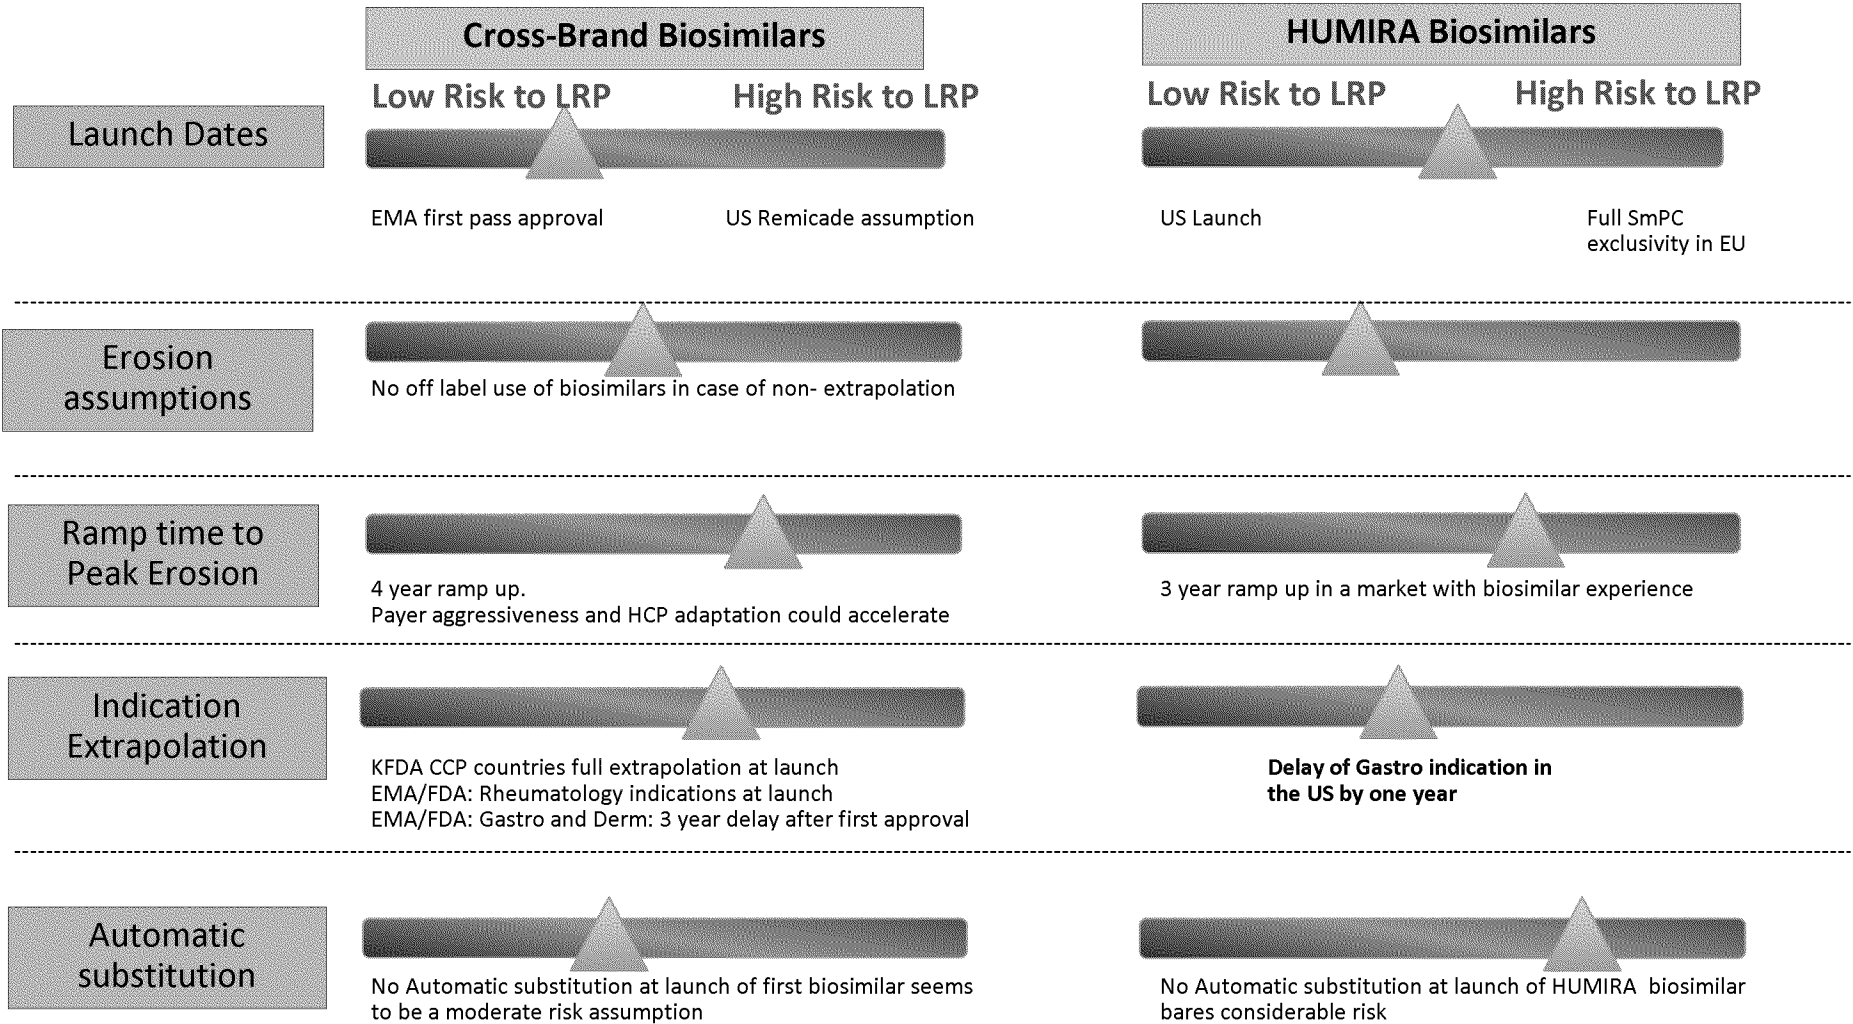 Cross-Brand Biosimilars
HUMIRA Biosimilars
Low Risk to LRP
High Risk to LRP
Low Risk to LRP
High Risk to LRP
Launch Dates
EMA first pass approval
US Remicade assumption
US Launch
Full SmPC
exclusivity in EU
Erosion
assumptions
No off label use of biosimilars in case of non- extrapolation
Ramp time to
Peak Erosion
4 year ramp up.
Payer aggressiveness and HCP adaptation could accelerate
3 year ramp up in a market with biosimilar experience
Indication
Extrapolation
KFDA CCP countries full extrapolation at launch
EMA/FDA: Rheumatology indications at launch
EMA/FDA: Gastro and Derm: 3 year delay after first approval
Delay of Gastro indication in
the US by one year
Automatic
substitution
No Automatic substitution at launch of first biosimilar seems
to be a moderate risk assumption
No Automatic substitution at launch of HUMIRA biosimilar
bares considerable risk